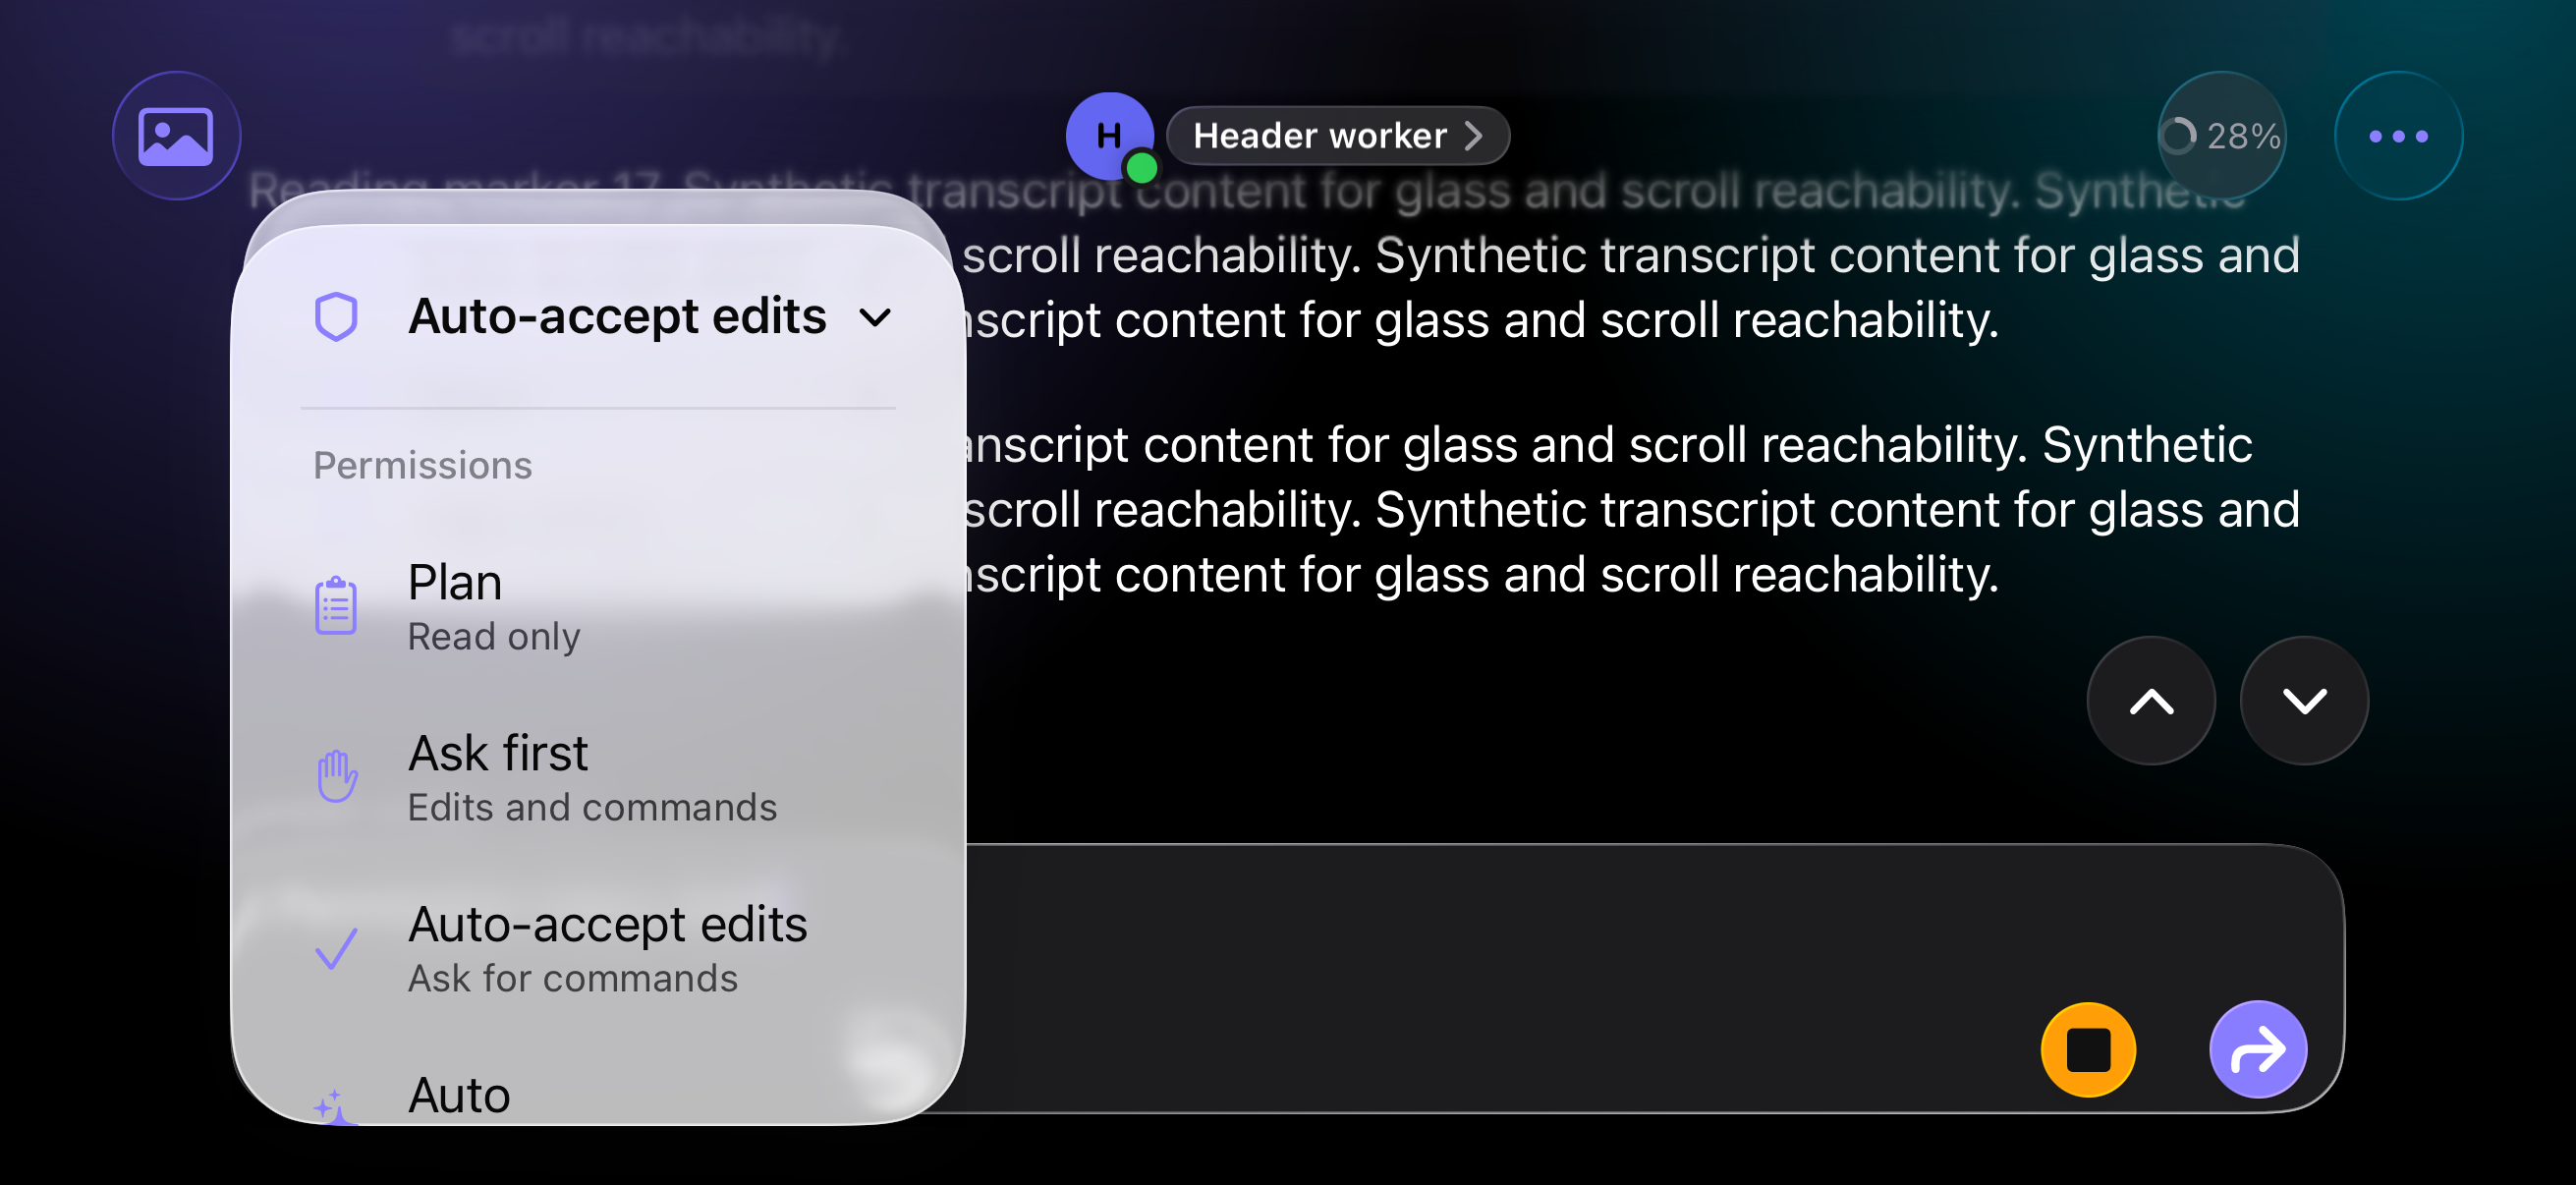 scroll reachability.
H
Header worker
28%
Reading marker 17. Synthetic transcript content for glass and scroll reachability. Synthetic
scroll reachability. Synthetic transcript content for glass and
content for glass and scroll reachability.
Auto-accept edits
Permissions
content for glass and scroll reachability. Synthetic
scroll reachability. Synthetic transcript content for glass and
content for glass and scroll reachability.
Plan
Read only
Ask first
Edits and commands
Auto-accept edits
Ask for commands
Auto